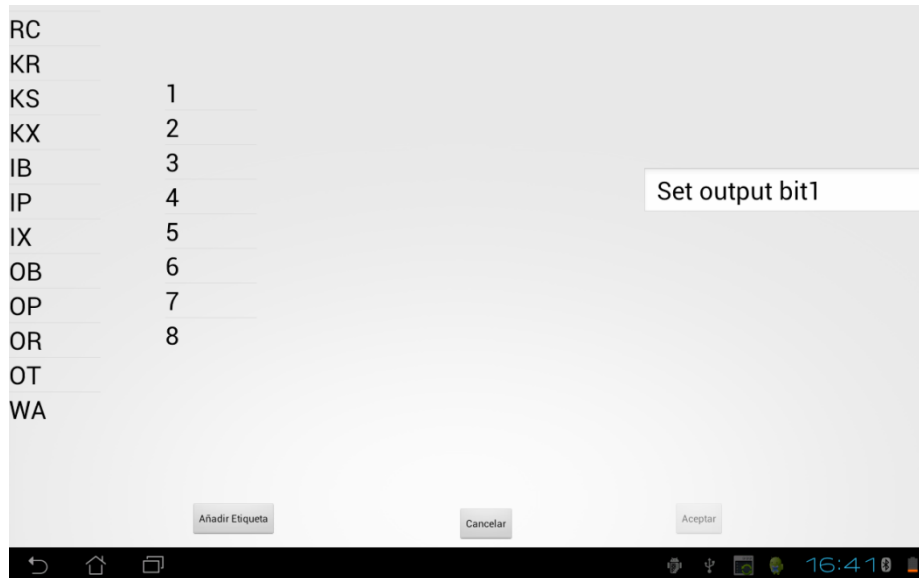 RC
KR
KS
KX
IB
IP
IX
OB
OP
OR
OT
WA
1
2
3
4
5
6
7
8
Set output bit1
Añadir Etiqueta
Cancelar
Aceptar
16:41